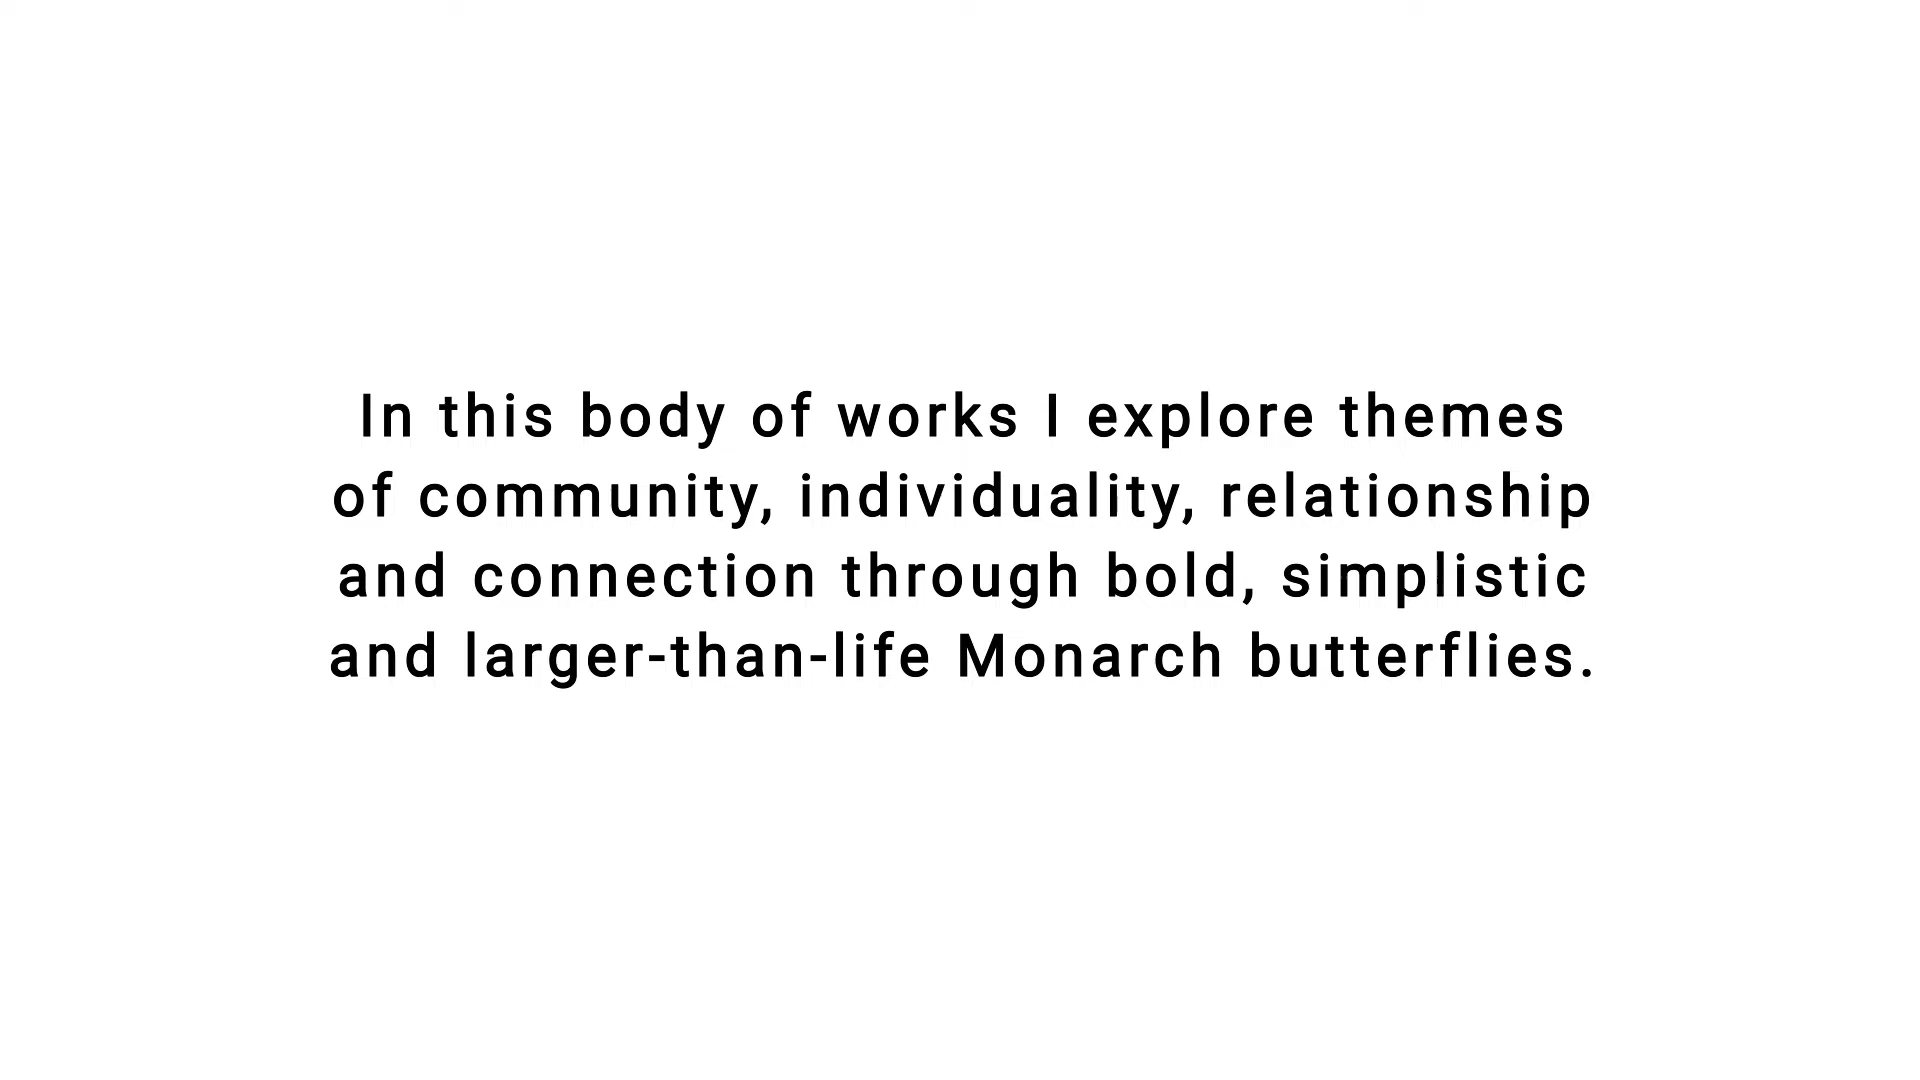 In this body of works I explore themes
of community, individuality, relationship
and connection through bold, simplistic
and larger-than-life Monarch butterflies.